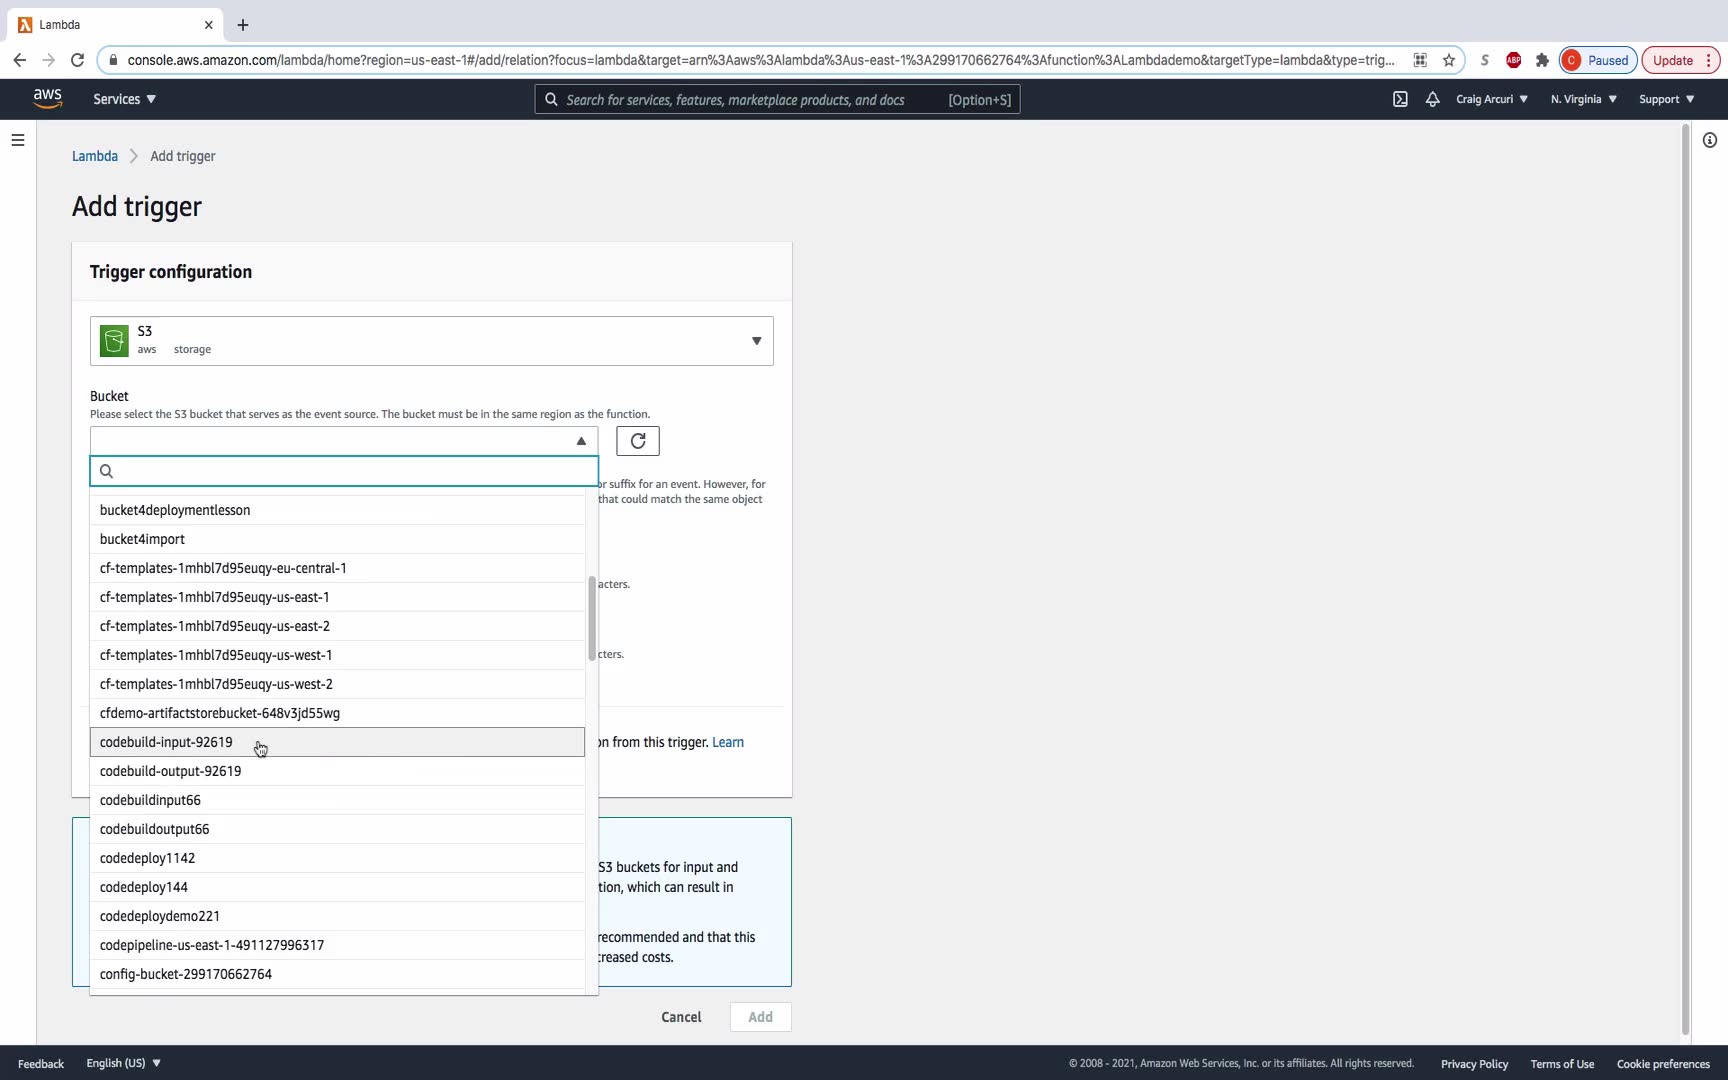 Lambda
console.aws.amazon.com/lambda/home?region=us-east-1#/add/relation?focus=lambda&target=arn%3Aaws%3Alambda%3Aus-east-1%3A299170662764%3Afunction%3ALambdademo&targetType=lambda&type=trig...
S
ABP
C Paused
Update
aws
Services
Search for services, features, marketplace products, and docs [Option+S]
Craig Arcuri
N. Virginia
Support
Lambda
Add trigger
Add trigger
Trigger configuration
S3
aws storage
Bucket
Please select the S3 bucket that serves as the event source. The bucket must be in the same region as the function.
or suffix for an event. However, for
that could match the same object
bucket4deploymentlesson
bucket4import
cf-templates-1mhbl7d95euqy-eu-central-1
acters.
cf-templates-1mhbl7d95euqy-us-east-1
cf-templates-1mhbl7d95euqy-us-east-2
cf-templates-1mhbl7d95euqy-us-west-1
cters.
cf-templates-1mhbl7d95euqy-us-west-2
cfdemo-artifactstorebucket-648v3jd55wg
codebuild-input-92619
on from this trigger. Learn
codebuild-output-92619
codebuildinput66
codebuildoutput66
codedeploy1142
S3 buckets for input and
codedeploy144
tion, which can result in
codedeploydemo221
codepipeline-us-east-1-491127996317
recommended and that this
creased costs.
config-bucket-299170662764
Cancel
Add
Feedback
English (US)
© 2008 - 2021, Amazon Web Services, Inc. or its affiliates. All rights reserved.
Privacy Policy
Terms of Use
Cookie preferences